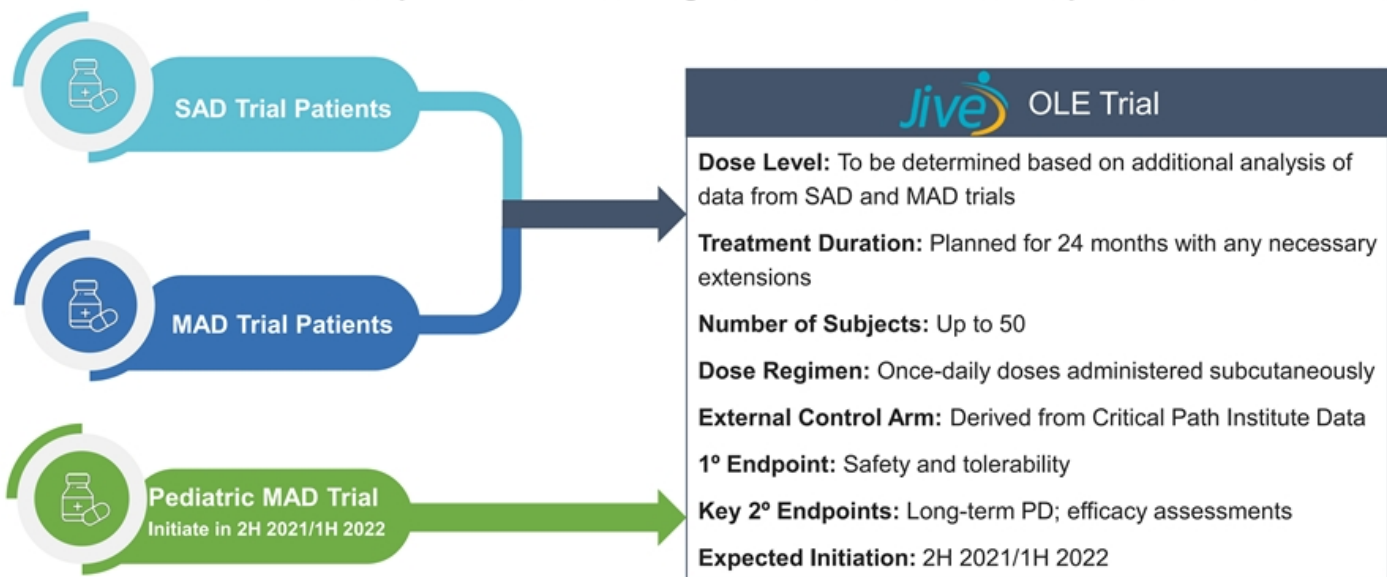 SAD Trial Patients
MAD Trial Patients
Pediatric MAD Trial
Initiate in 2H 2021/1H 2022
Jive OLE Trial
Dose Level: To be determined based on additional analysis of
data from SAD and MAD trials
Treatment Duration: Planned for 24 months with any necessary
extensions
Number of Subjects: Up to 50
Dose Regimen: Once-daily doses administered subcutaneously
External Control Arm: Derived from Critical Path Institute Data
1º Endpoint: Safety and tolerability
Key 2º Endpoints: Long-term PD; efficacy assessments
Expected Initiation: 2H 2021/1H 2022